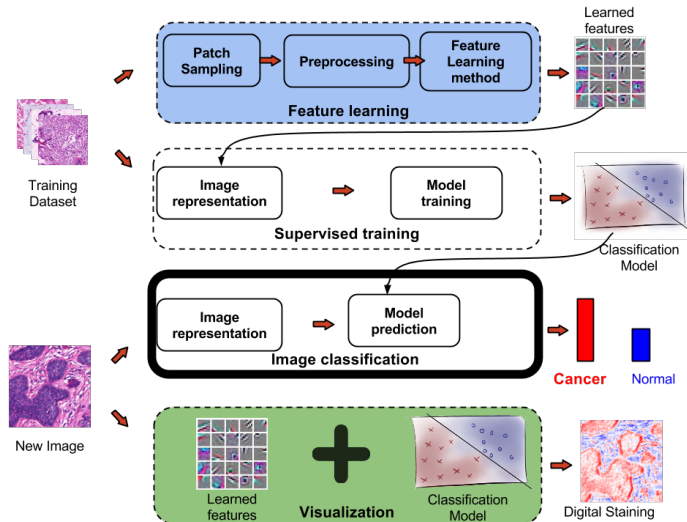 Learned
features
Patch
Sampling
Preprocessing
Feature
Learning
method
Feature learning
Training
Dataset
Image
representation
Model
training
Supervised training
Classification
Model
Image
representation
Model
prediction
Image classification
Cancer
Normal
New Image
Learned
features
Visualization
Classification
Model
Digital Staining